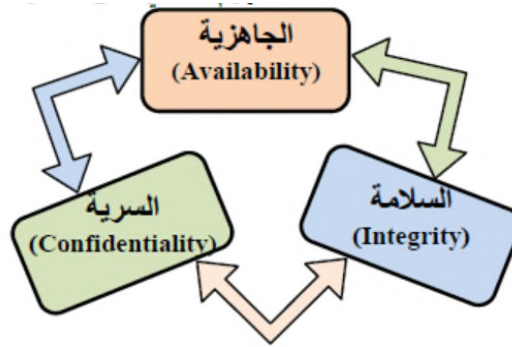 الجاهزية
(Availability)
السرية
(Confidentiality)
السلامة
(Integrity)